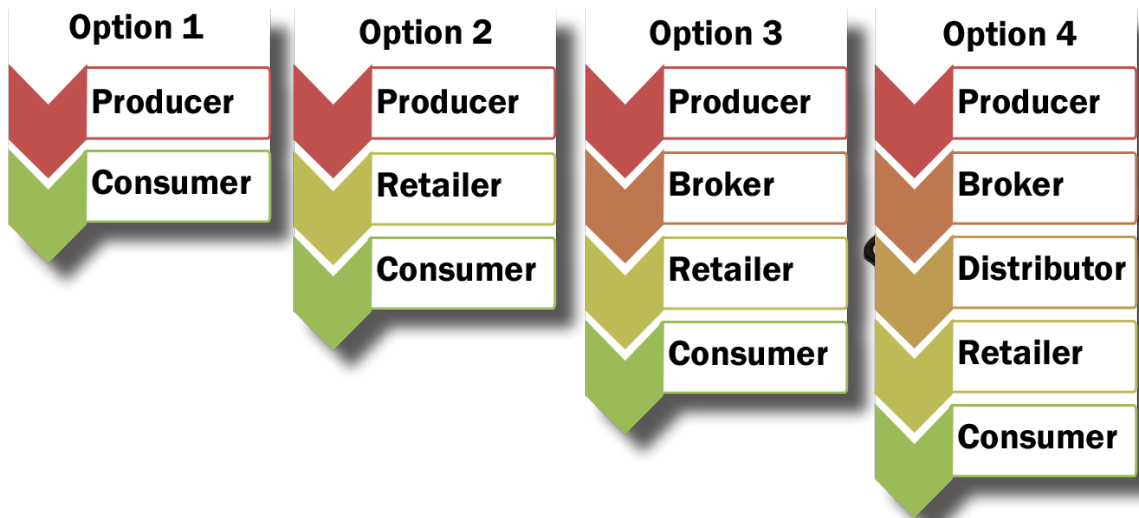 Option 1
Producer
Consumer
Option 2
Producer
Retailer
Consumer
Option 3
Producer
Broker
Retailer
Consumer
Option 4
Producer
Broker
Distributor
Retailer
Consumer